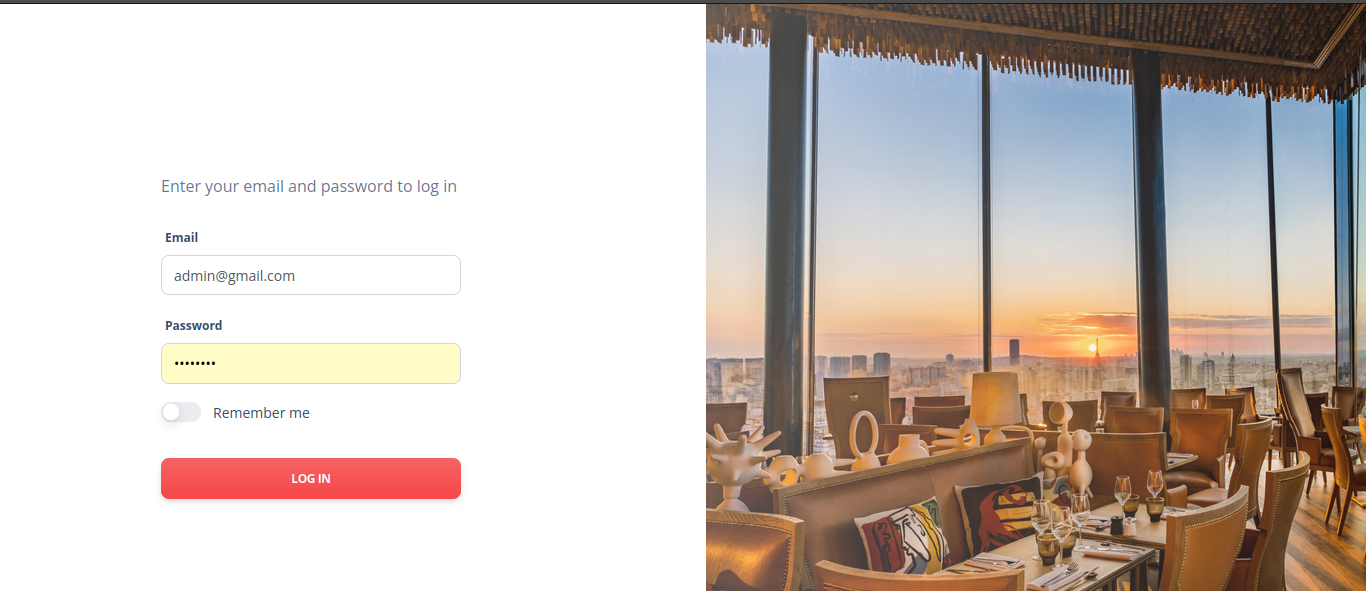 Enter your email and password to log in
Email
admin@gmail.com
Password
••••••••
Remember me
LOG IN